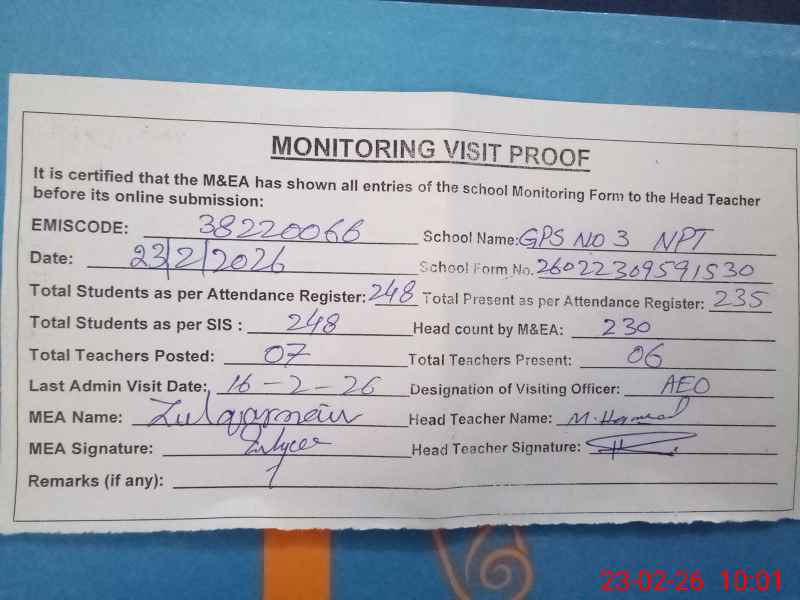 MONITORING VISIT PROOF
It is certified that the M&EA has shown all entries of the school Monitoring Form to the Head Teacher
before its online submission:
EMISCODE: 38220066 School Name: GPS NO 3 NPT
Date: 23/2/2026 School Form No. 26022309591530
Total Students as per Attendance Register: 248 Total Present as per Attendance Register: 235
Total Students as per SIS : 248 Head count by M&EA: 230
Total Teachers Posted: 07 Total Teachers Present: 06
Last Admin Visit Date: 16-2-26 Designation of Visiting Officer: AEO
MEA Name: Zulqarnain Head Teacher Name: M.
MEA Signature: Head Teacher Signature:
Remarks (if any):
23-02-26 10:01